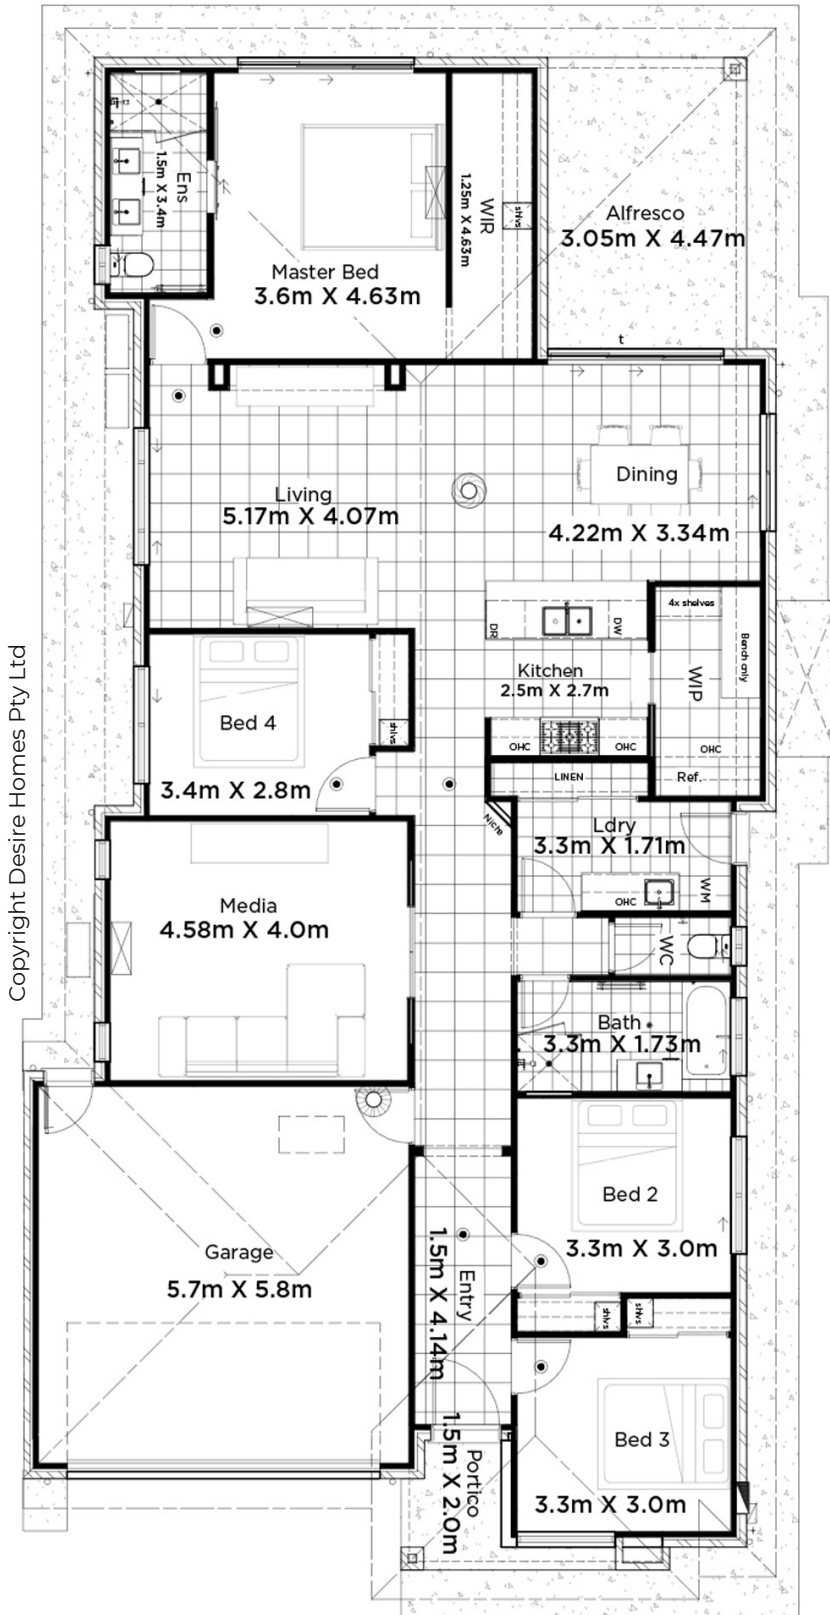 Ens
1.5m X 3.4m
Master Bed
3.6m X 4.63m
WIR
1.25m X 4.63m
shlvs
Alfresco
3.05m X 4.47m
t
Living
5.17m X 4.07m
Dining
4.22m X 3.34m
DR
DW
4x shelves
Bench only
WIP
Kitchen
2.5m X 2.7m
OHC
OHC
OHC
Ref.
Bed 4
3.4m X 2.8m
shlvs
LINEN
Niche
Ldry
3.3m X 1.71m
OHC
WM
Media
4.58m X 4.0m
WC
Bath
3.3m X 1.73m
Bed 2
3.3m X 3.0m
shlvs
shlvs
Garage
5.7m X 5.8m
Entry
1.5m X 4.14m
Portico
1.5m X 2.0m
Bed 3
3.3m X 3.0m
Copyright Desire Homes Pty Ltd